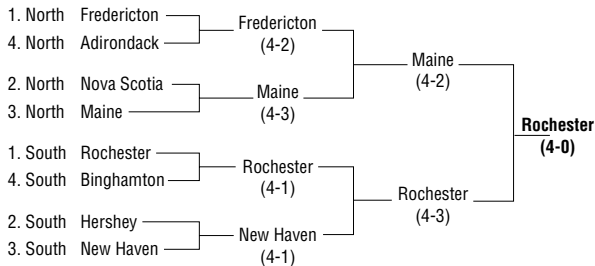 1. North Fredericton
4. North Adirondack
Fredericton
(4-2)
2. North Nova Scotia
3. North Maine
Maine
(4-3)
Maine
(4-2)
1. South Rochester
4. South Binghamton
Rochester
(4-1)
2. South Hershey
3. South New Haven
New Haven
(4-1)
Rochester
(4-3)
Rochester
(4-0)